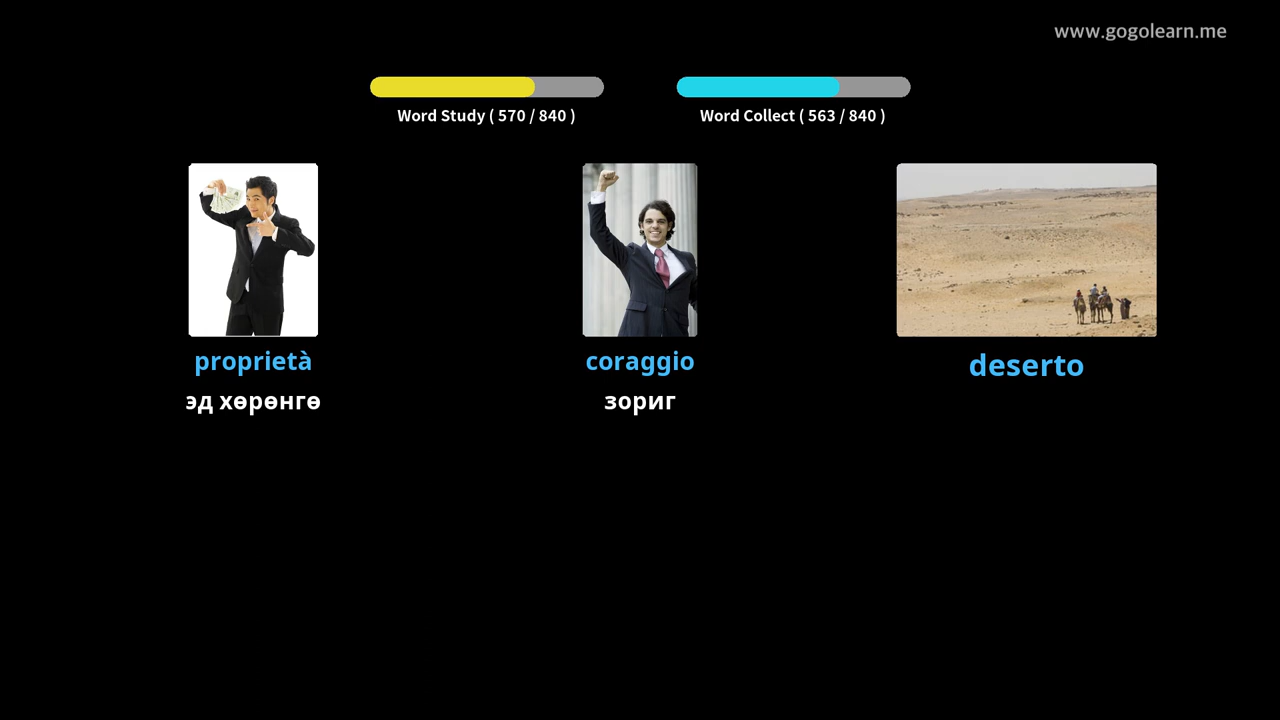 www.gogolearn.me
Word Study ( 570 / 840 )
Word Collect ( 563 / 840 )
proprietà
coraggio
deserto
эд хөрөнгө
зориг